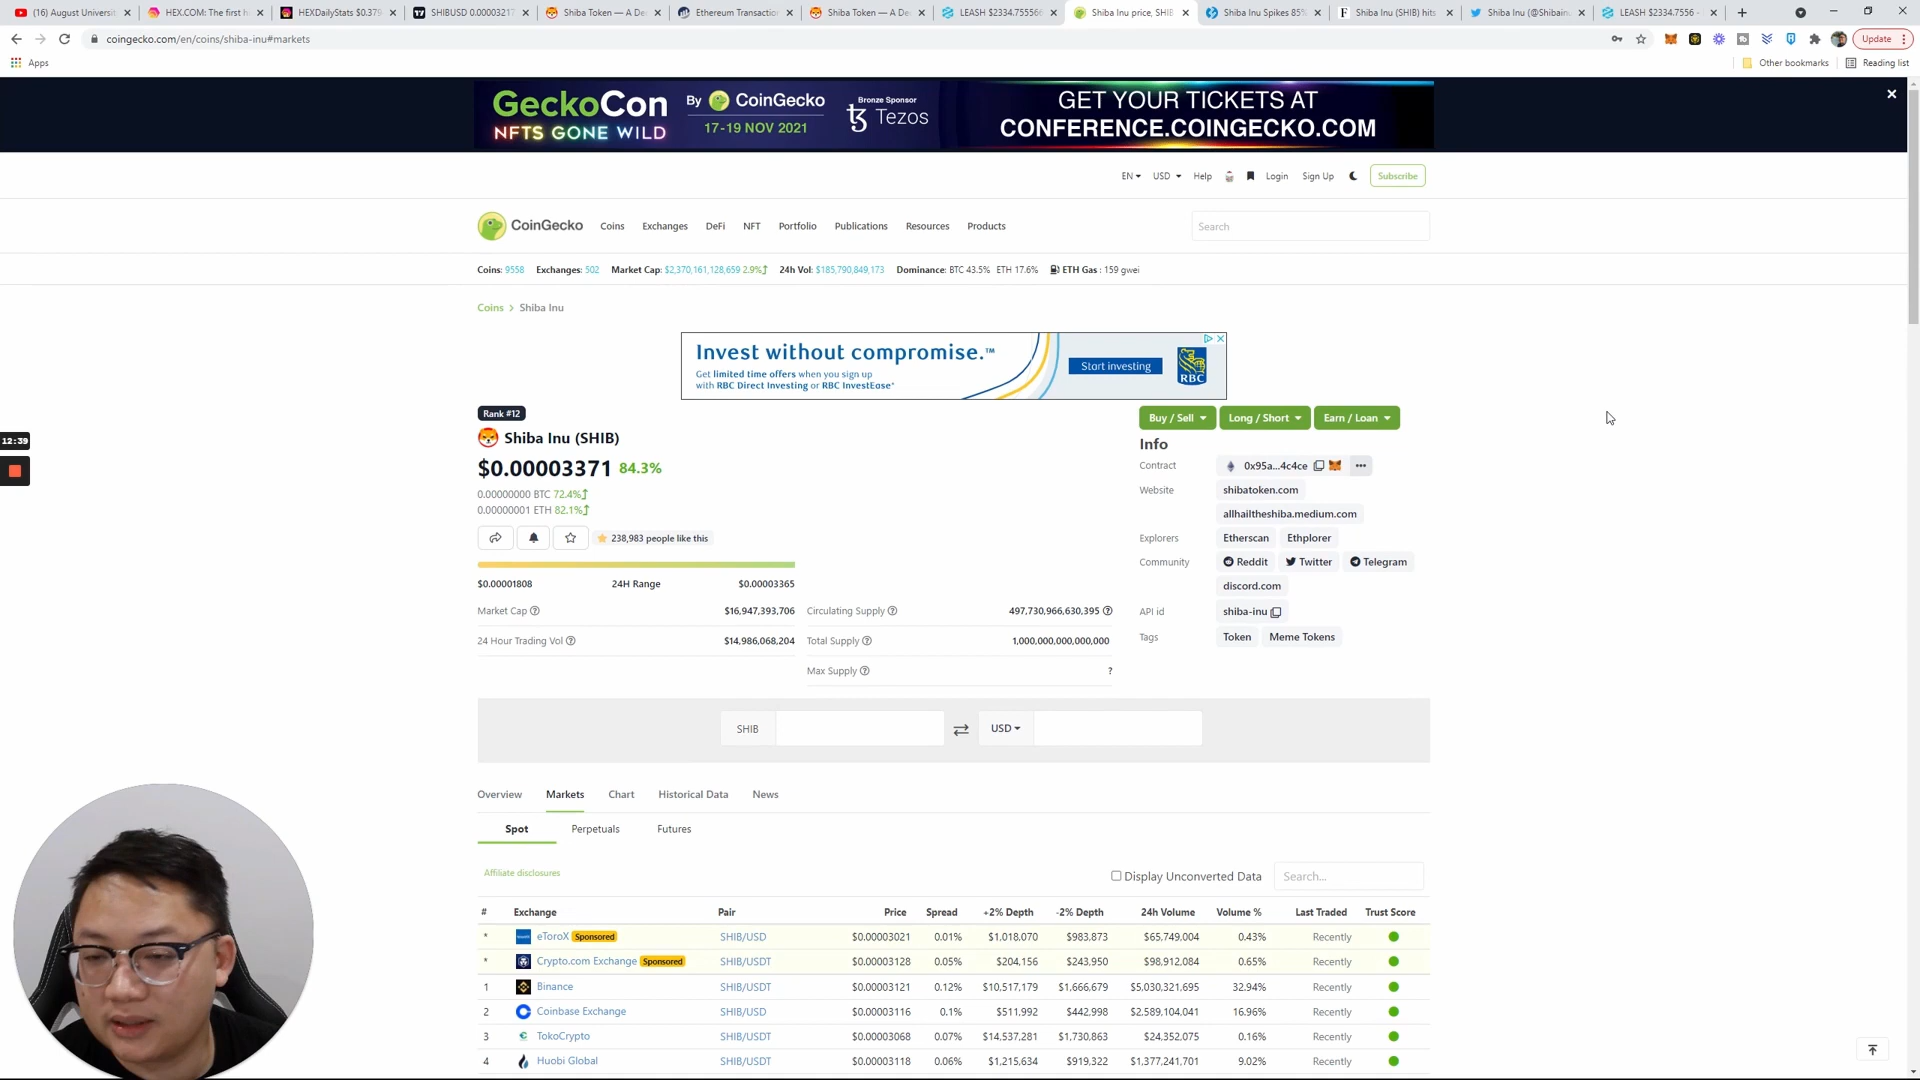 (16) August Universit
HEX.COM: The first h
HEXDailyStats $0.379
SHIBUSD 0.00003217
Shiba Token — A De
Ethereum Transactio
Shiba Token — A De
LEASH $2334.755566
Shiba Inu price, SHIB
Shiba Inu Spikes 85%
Shiba Inu (SHIB) hits
Shiba Inu (@Shibainu
LEASH $2334.7556 -
coingecko.com/en/coins/shiba-inu#markets
Update
Apps
Other bookmarks
Reading list
GeckoCon By CoinGecko
NFTS GONE WILD 17-19 NOV 2021
Bronze Sponsor
Tezos
GET YOUR TICKETS AT
CONFERENCE.COINGECKO.COM
EN USD Help Login Sign Up Subscribe
CoinGecko Coins Exchanges DeFi NFT Portfolio Publications Resources Products Search
Coins: 9558 Exchanges: 502 Market Cap: $2,370,161,128,659 2.9% 24h Vol: $185,790,849,173 Dominance: BTC 43.5% ETH 17.6% ETH Gas : 159 gwei
Coins > Shiba Inu
Invest without compromise.™
Get limited time offers when you sign up
with RBC Direct Investing or RBC InvestEase*
Start investing
RBC
Rank #12
Shiba Inu (SHIB)
$0.00003371 84.3%
0.00000000 BTC 72.4%
0.00000001 ETH 82.1%
238,983 people like this
$0.00001808 24H Range $0.00003365
Market Cap $16,947,393,706
24 Hour Trading Vol $14,986,068,204
Circulating Supply 497,730,966,630,395
Total Supply 1,000,000,000,000,000
Max Supply ?
Buy / Sell Long / Short Earn / Loan
Info
Contract 0x95a...4c4ce
Website shibatoken.com
allhailtheshiba.medium.com
Explorers Etherscan Ethplorer
Community Reddit Twitter Telegram
discord.com
API id shiba-inu
Tags Token Meme Tokens
12:39
SHIB USD
Overview Markets Chart Historical Data News
Spot Perpetuals Futures
Affiliate disclosures
Display Unconverted Data Search...
# Exchange Pair Price Spread +2% Depth -2% Depth 24h Volume Volume % Last Traded Trust Score
* eToroX Sponsored SHIB/USD $0.00003021 0.01% $1,018,070 $983,873 $65,749,004 0.43% Recently
* Crypto.com Exchange Sponsored SHIB/USDT $0.00003128 0.05% $204,156 $243,950 $98,912,084 0.65% Recently
1 Binance SHIB/USDT $0.00003121 0.12% $10,517,179 $1,666,679 $5,030,321,695 32.94% Recently
2 Coinbase Exchange SHIB/USD $0.00003116 0.1% $511,992 $442,998 $2,589,104,041 16.96% Recently
3 TokoCrypto SHIB/USDT $0.00003068 0.07% $14,537,281 $1,730,863 $24,352,075 0.16% Recently
4 Huobi Global SHIB/USDT $0.00003118 0.06% $1,215,634 $919,322 $1,377,241,701 9.02% Recently